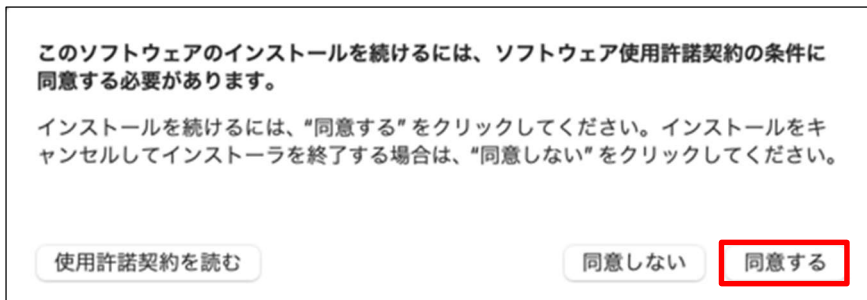 このソフトウェアのインストールを続けるには、ソフトウェア使用許諾契約の条件に
同意する必要があります。
インストールを続けるには、“同意する” をクリックしてください。インストールをキ
ャンセルしてインストーラを終了する場合は、“同意しない” をクリックしてください。
使用許諾契約を読む
同意しない
同意する